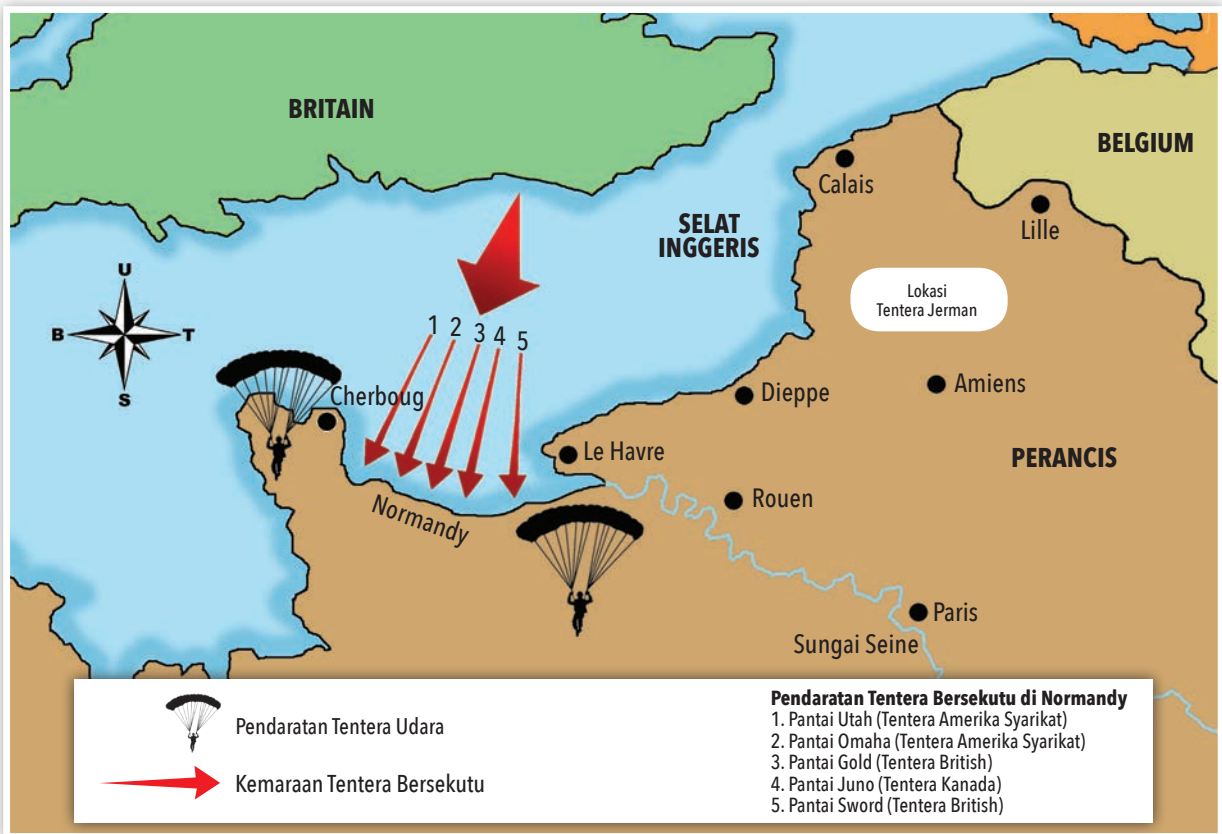 BRITAIN
BELGIUM
Calais
Lille
SELAT
INGGERIS
Lokasi
Tentera Jerman
U
B
T
S
1
2
3
4
5
Cherboug
Dieppe
Amiens
Le Havre
PERANCIS
Rouen
Normandy
Paris
Sungai Seine
Pendaratan Tentera Udara
Kemaraan Tentera Bersekutu
Pendaratan Tentera Bersekutu di Normandy
1. Pantai Utah (Tentera Amerika Syarikat)
2. Pantai Omaha (Tentera Amerika Syarikat)
3. Pantai Gold (Tentera British)
4. Pantai Juno (Tentera Kanada)
5. Pantai Sword (Tentera British)